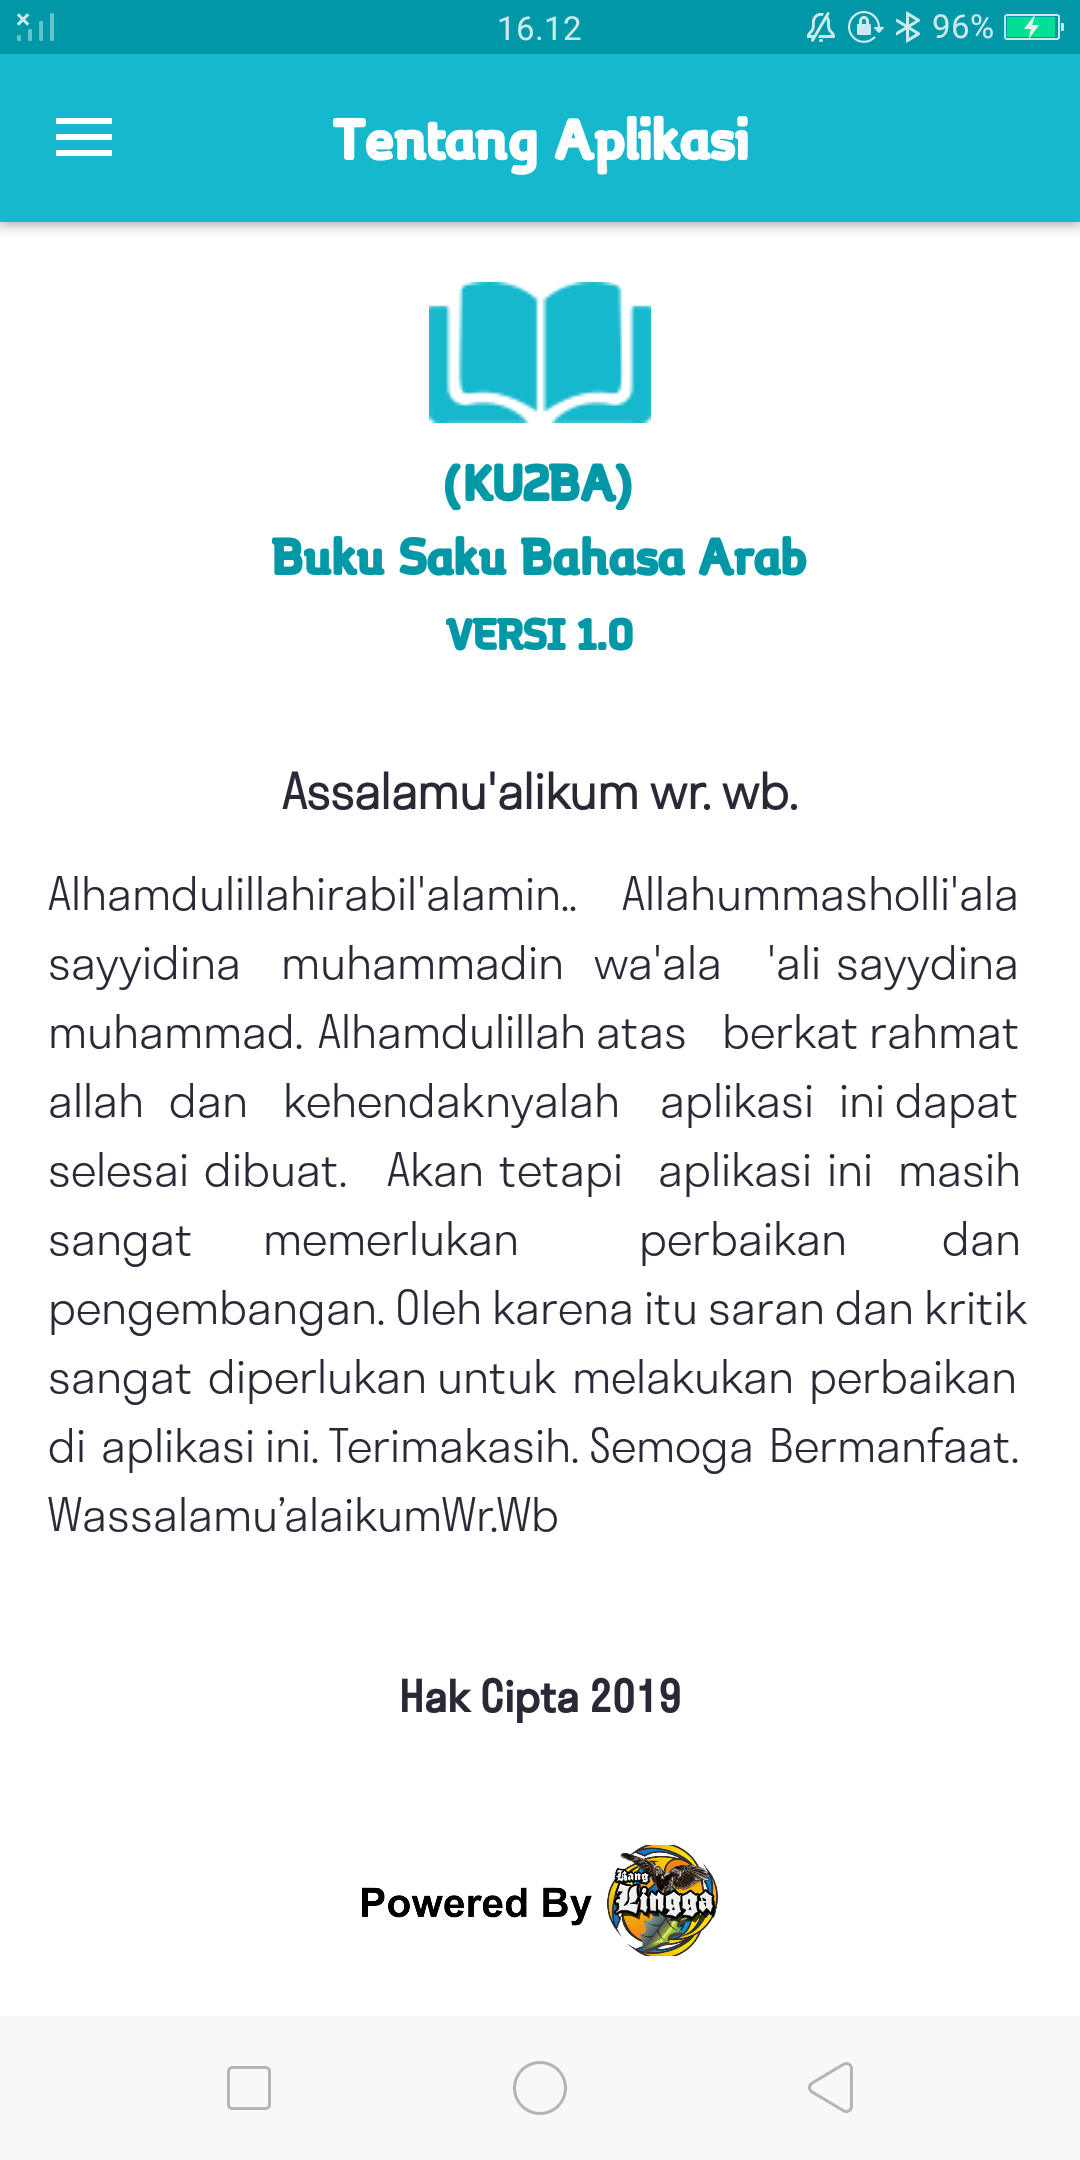 16.12
96%
Tentang Aplikasi
(KU2BA)
Buku Saku Bahasa Arab
VERSI 1.0
Assalamu'alikum wr. wb.
Alhamdulillahirabil'alamin.. Allahummasholli'ala
sayyidina muhammadin wa'ala 'ali sayydina
muhammad. Alhamdulillah atas berkat rahmat
allah dan kehendaknyalah aplikasi ini dapat
selesai dibuat. Akan tetapi aplikasi ini masih
sangat memerlukan perbaikan dan
pengembangan. Oleh karena itu saran dan kritik
sangat diperlukan untuk melakukan perbaikan
di aplikasi ini. Terimakasih. Semoga Bermanfaat.
Wassalamu’alaikumWr.Wb
Hak Cipta 2019
Powered By
Kang
Lingga